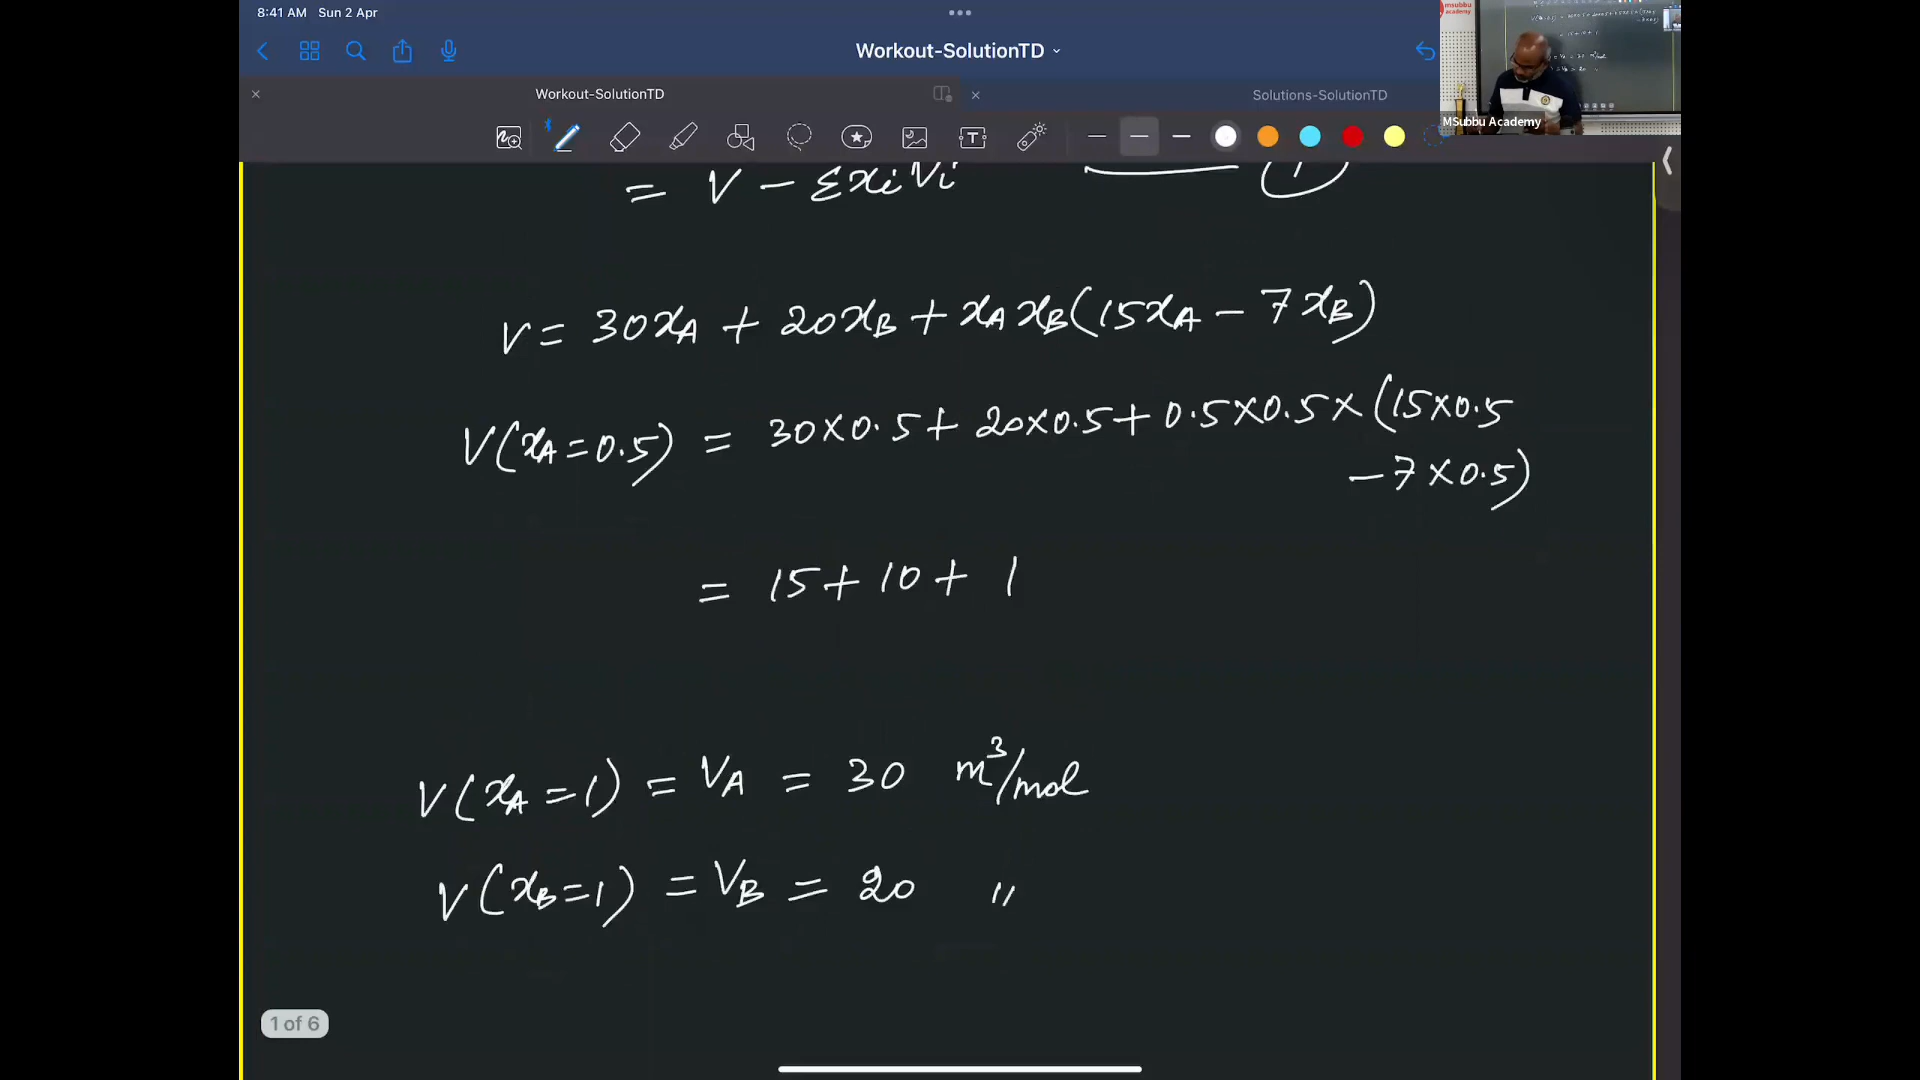 8:41 AM Sun 2 Apr
Workout-SolutionTD
Workout-SolutionTD
Solutions-SolutionTD
msubbu
academy
MSubbu Academy
= V - Σxi Vi ①
V = 30xA + 20xB + xA xB(15xA - 7xB)
V(xA=0.5) = 30×0.5+ 20×0.5+ 0.5×0.5×(15×0.5
-7×0.5)
= 15+10+ 1
V(xA=1) = VA = 30 m³/mol
V(xB=1) = VB = 20 "
1 of 6